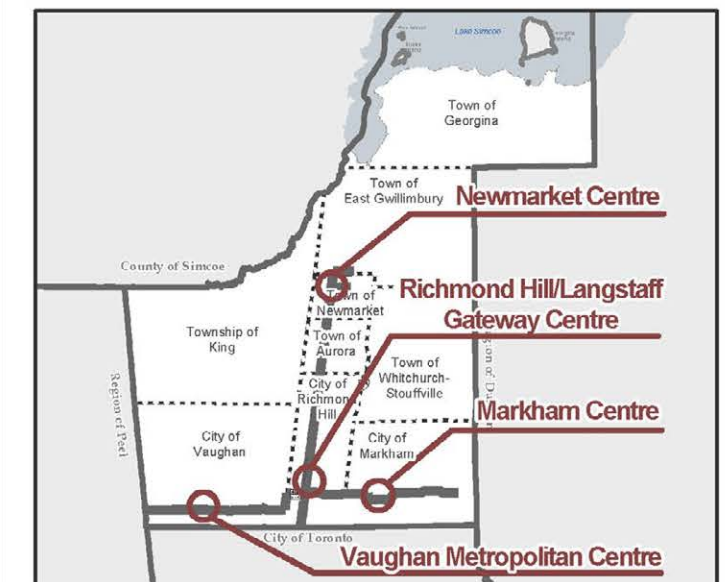 Lake Simcoe
Town of
Georgina
Town of
East Gwillimbury
Newmarket Centre
County of Simcoe
Richmond Hill/Langstaff
Gateway Centre
Town of
Newmarket
Township of
King
Town of
Aurora
Town of
Whitchurch-
Stouffville
Region of Peel
City of
Richmond
Hill
Markham Centre
City of
Vaughan
City of
Markham
City of Toronto
Vaughan Metropolitan Centre